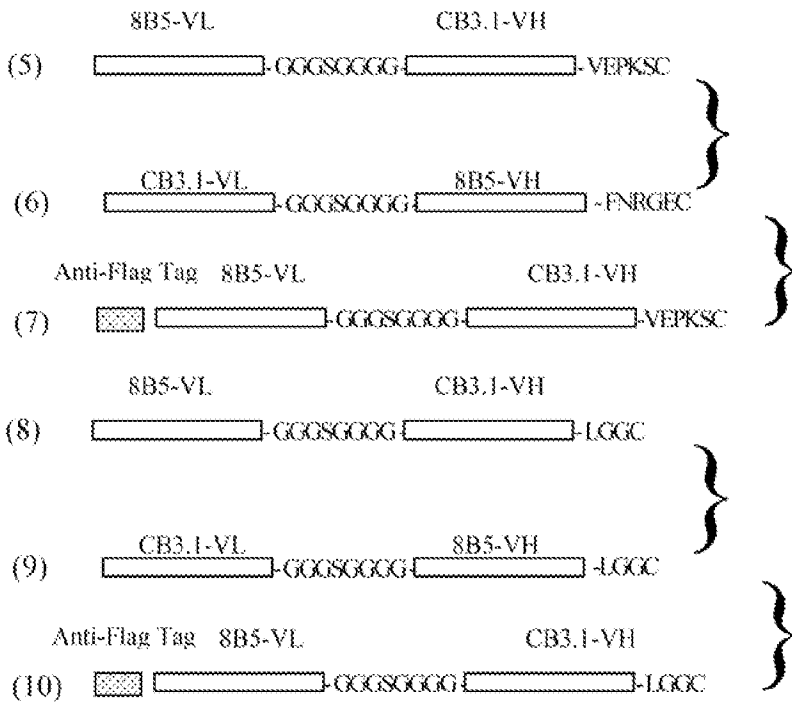 8B5-VL CB3.1-VH
(5) -GGGSGGGG- -VEPKSC
CB3.1-VL 8B5-VH
(6) -GGGSGGGG- -FNRGEC
Anti-Flag Tag 8B5-VL CB3.1-VH
(7) -GGGSGGGG- -VEPKSC
8B5-VL CB3.1-VH
(8) -GGGSGGGG- -LGGC
CB3.1-VL 8B5-VH
(9) -GGGSGGGG- -LGGC
Anti-Flag Tag 8B5-VL CB3.1-VH
(10) -GGGSGGGG- -LGGC